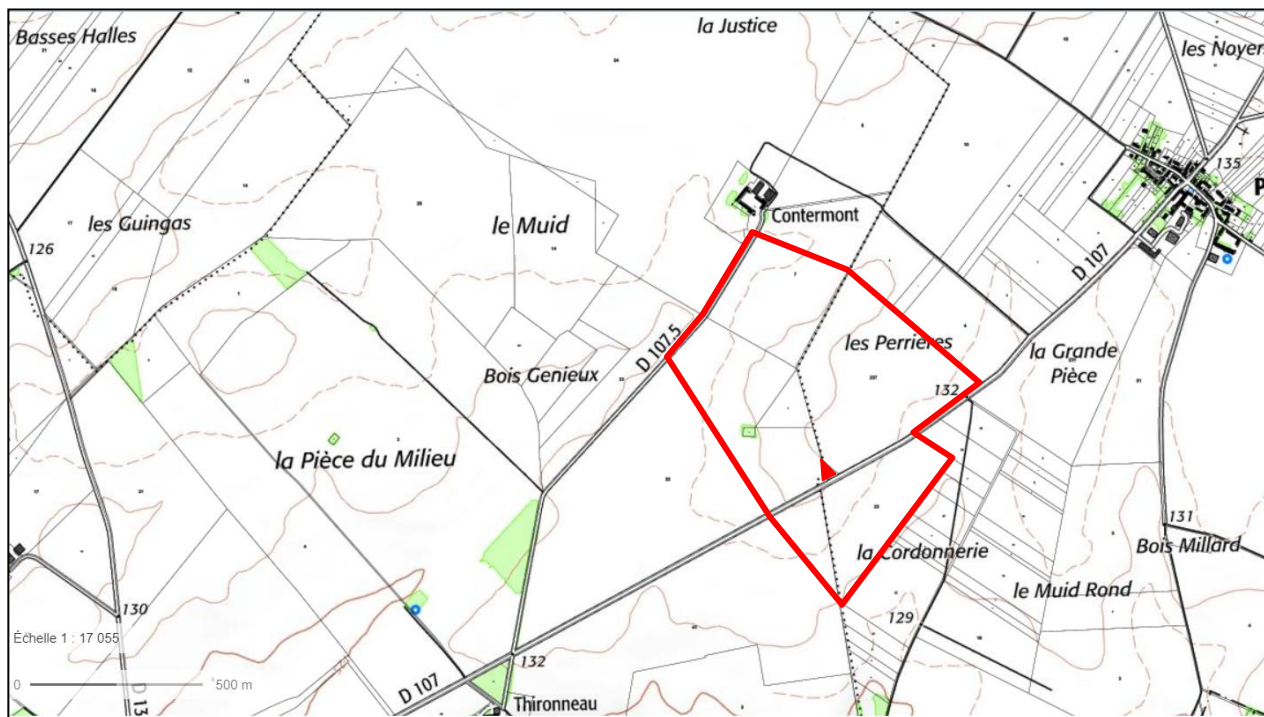 Basses Halles
la Justice
les Noyers
135
P
les Guingas
126
le Muid
Contermont
D 107
D 107.5
les Perrières
la Grande
Pièce
Bois Genieux
132
la Pièce du Milieu
131
Bois Millard
la Cordonnerie
le Muid Rond
130
129
Échelle 1 : 17 055
0
500 m
132
D 107
D 13
Thironneau